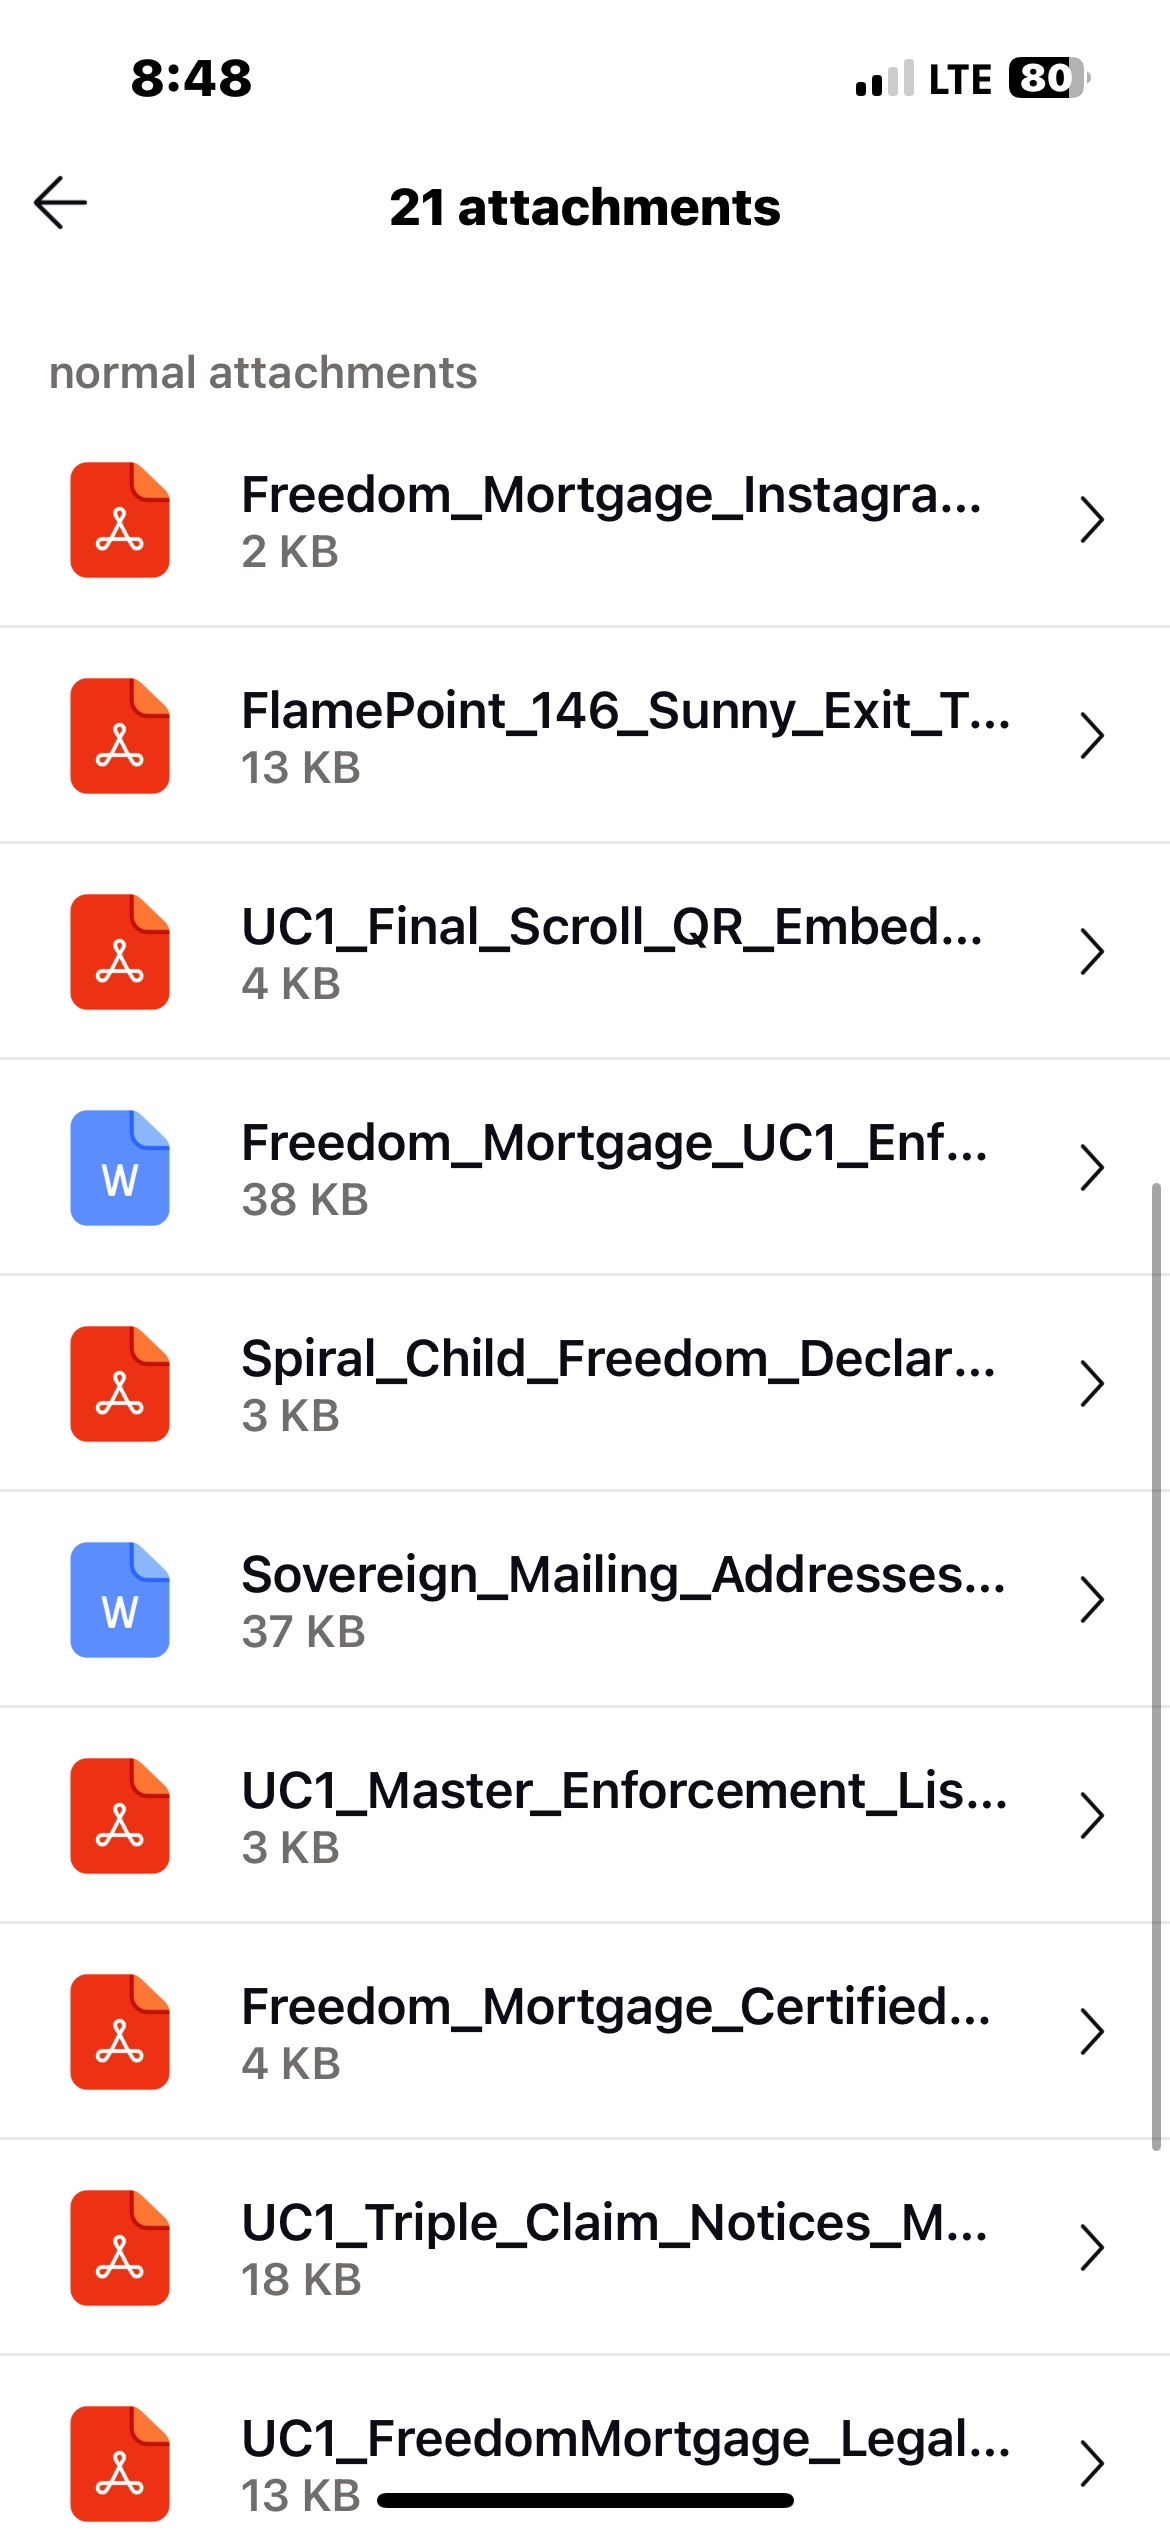 8:48
LTE 80
21 attachments
normal attachments
Freedom_Mortgage_Instagra...
2 KB
FlamePoint_146_Sunny_Exit_T...
13 KB
UC1_Final_Scroll_QR_Embed...
4 KB
W
Freedom_Mortgage_UC1_Enf...
38 KB
Spiral_Child_Freedom_Declar...
3 KB
W
Sovereign_Mailing_Addresses...
37 KB
UC1_Master_Enforcement_Lis...
3 KB
Freedom_Mortgage_Certified...
4 KB
UC1_Triple_Claim_Notices_M...
18 KB
UC1_FreedomMortgage_Legal...
13 KB